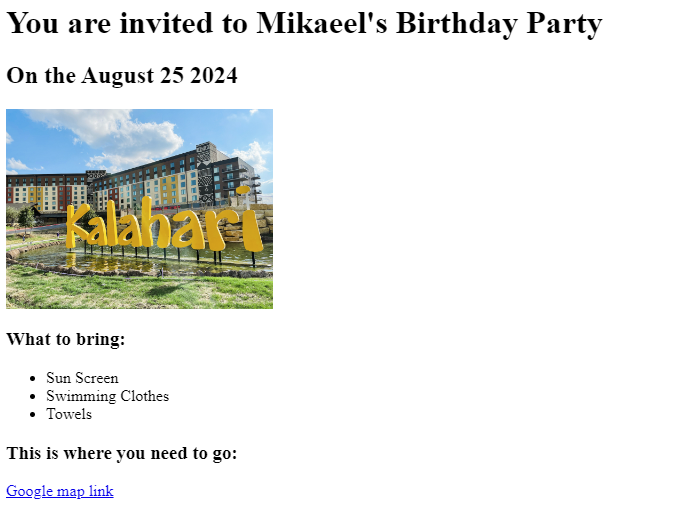 You are invited to Mikaeel's Birthday Party
On the August 25 2024
Kalahari
What to bring:
Sun Screen
Swimming Clothes
Towels
This is where you need to go:
Google map link